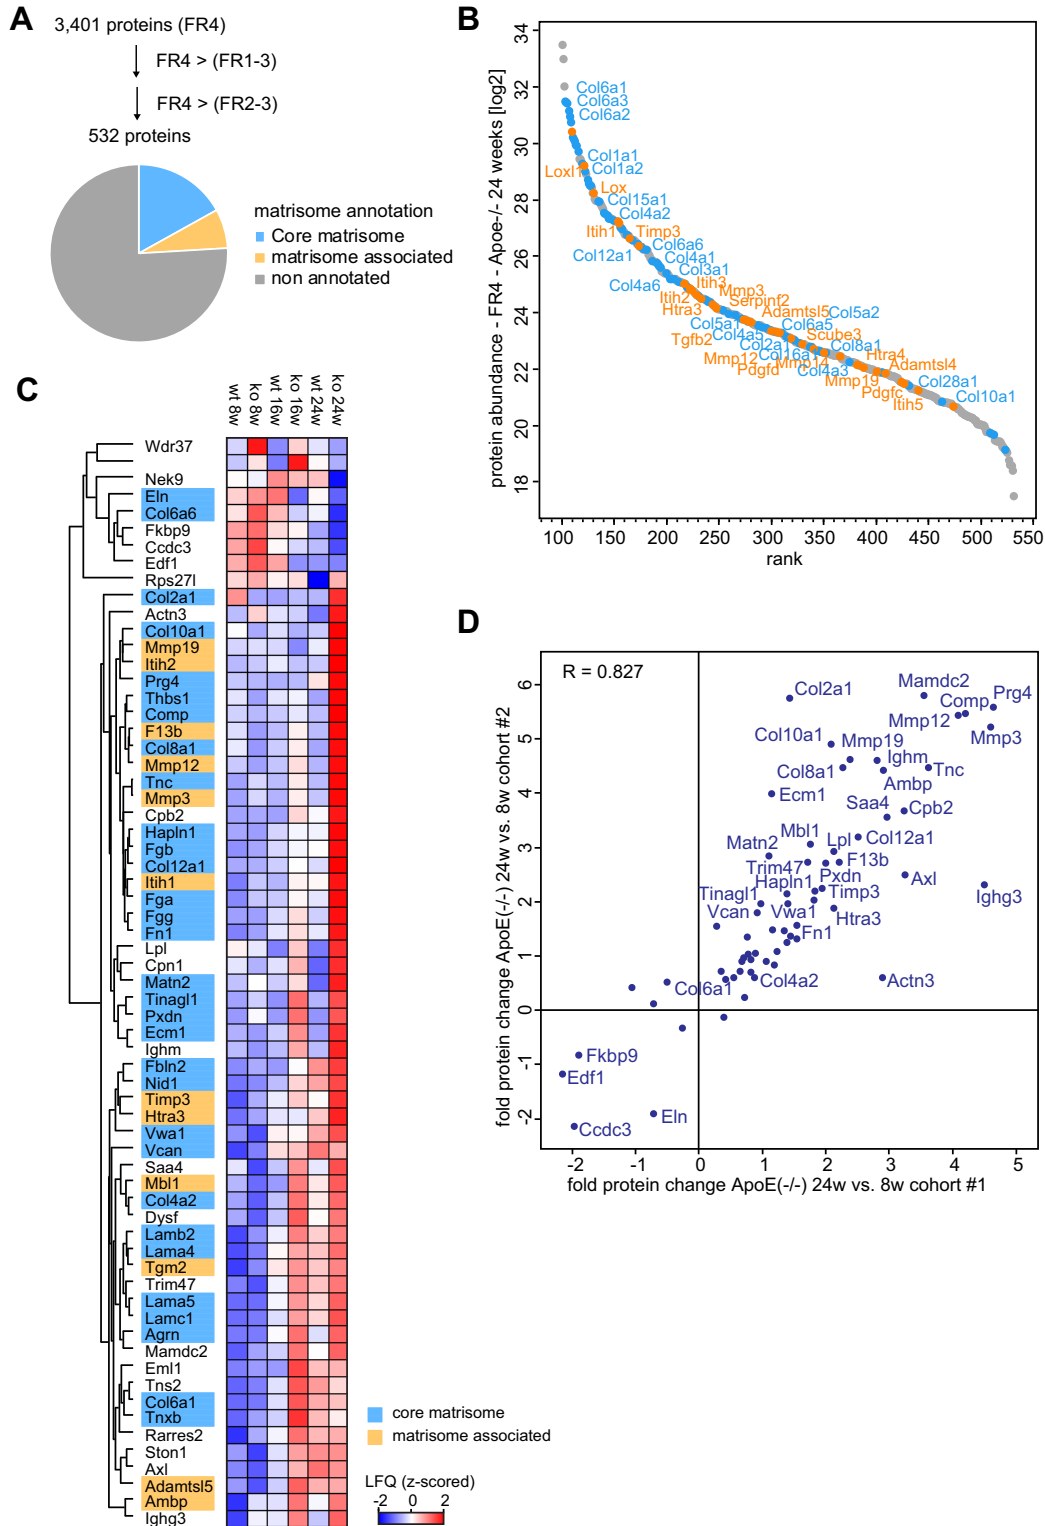 A
3,401 proteins (FR4)
FR4 > (FR1-3)
FR4 > (FR2-3)
532 proteins
matrisome annotation
Core matrisome
matrisome associated
non annotated
B
protein abundance - FR4 - Apoe-/- 24 weeks [log2]
34
32
30
28
26
24
22
20
18
Col6a1
Col6a3
Col6a2
Col1a1
Loxl1
Col1a2
Lox
Col15a1
Col4a2
Itih1
Timp3
Col12a1
Col6a6
Col4a1
Col3a1
Col4a6
Itih3
Itih2
Mmp3
Htra3
Serpinf2
Adamtsl5
Col5a2
Col5a1
Col6a5
Tgfb2
Col4a5
Scube3
Col2a1
Col8a1
Mmp12
Col16a1
Htra4
Pdgfd
Mmp14
Col4a3
Adamtsl4
Mmp19
Col28a1
Pdgfc
Col10a1
Itih5
100 150 200 250 300 350 400 450 500 550
rank
C
wt 8w
ko 8w
wt 16w
ko 16w
wt 24w
ko 24w
Wdr37
Nek9
Eln
Col6a6
Fkbp9
Ccdc3
Edf1
Rps27l
Col2a1
Actn3
Col10a1
Mmp19
Itih2
Prg4
Thbs1
Comp
F13b
Col8a1
Mmp12
Tnc
Mmp3
Cpb2
Hapln1
Fgb
Col12a1
Itih1
Fga
Fgg
Fn1
Lpl
Cpn1
Matn2
Tinagl1
Pxdn
Ecm1
Ighm
Fbln2
Nid1
Timp3
Htra3
Vwa1
Vcan
Saa4
Mbl1
Col4a2
Dysf
Lamb2
Lama4
Tgm2
Trim47
Lama5
Lamc1
Agrn
Mamdc2
Eml1
Tns2
Col6a1
Tnxb
Rarres2
Ston1
Axl
Adamtsl5
Ambp
Ighg3
core matrisome
matrisome associated
LFQ (z-scored)
-2 0 2
D
R = 0.827
fold protein change ApoE(-/-) 24w vs. 8w cohort #2
6
5
4
3
2
1
0
-1
-2
Col2a1
Mamdc2
Prg4
Comp
Mmp12
Mmp3
Col10a1
Mmp19
Ighm
Tnc
Col8a1
Ambp
Ecm1
Saa4
Cpb2
Mbl1
Col12a1
Matn2
Lpl
Trim47
F13b
Axl
Hapln1
Pxdn
Tinagl1
Timp3
Ighg3
Vcan
Vwa1
Htra3
Fn1
Col6a1
Col4a2
Actn3
Fkbp9
Edf1
Eln
Ccdc3
-2 -1 0 1 2 3 4 5
fold protein change ApoE(-/-) 24w vs. 8w cohort #1